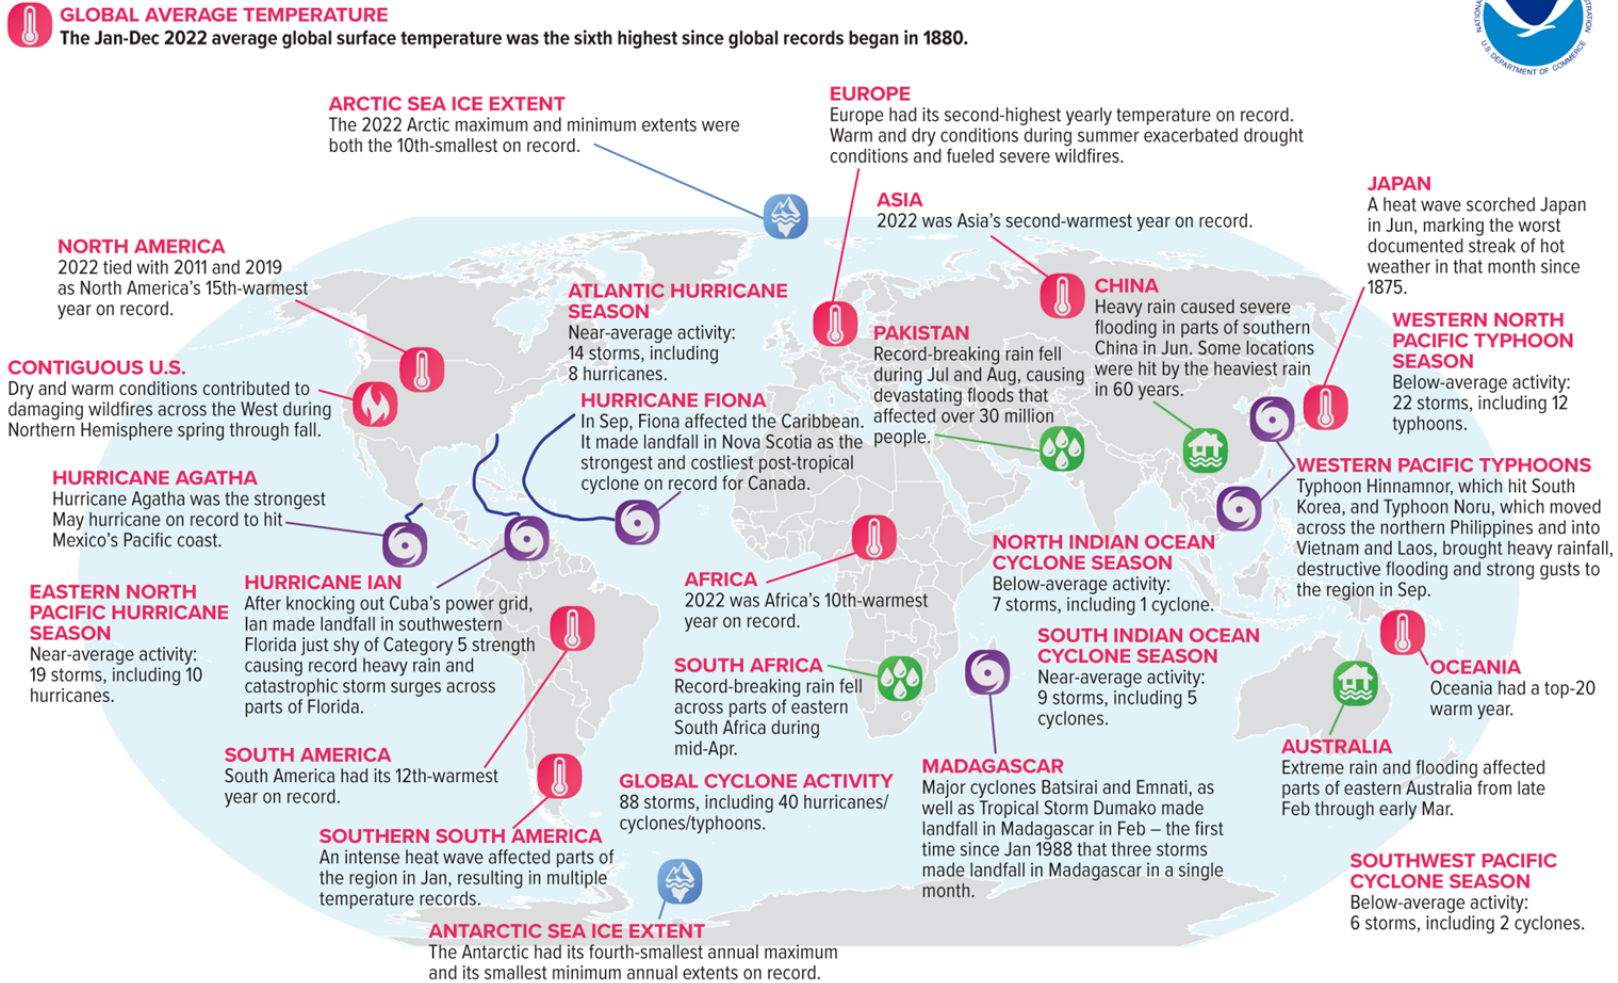 GLOBAL AVERAGE TEMPERATURE
The Jan-Dec 2022 average global surface temperature was the sixth highest since global records began in 1880.
U.S. DEPARTMENT OF COMMERCE
ARCTIC SEA ICE EXTENT
The 2022 Arctic maximum and minimum extents were
both the 10th-smallest on record.
EUROPE
Europe had its second-highest yearly temperature on record.
Warm and dry conditions during summer exacerbated drought
conditions and fueled severe wildfires.
ASIA
2022 was Asia's second-warmest year on record.
JAPAN
A heat wave scorched Japan
in Jun, marking the worst
documented streak of hot
weather in that month since
1875.
NORTH AMERICA
2022 tied with 2011 and 2019
as North America's 15th-warmest
year on record.
ATLANTIC HURRICANE
SEASON
Near-average activity:
14 storms, including
8 hurricanes.
CHINA
Heavy rain caused severe
flooding in parts of southern
China in Jun. Some locations
were hit by the heaviest rain
in 60 years.
PAKISTAN
Record-breaking rain fell
during Jul and Aug, causing
devastating floods that
affected over 30 million
people.
WESTERN NORTH
PACIFIC TYPHOON
SEASON
Below-average activity:
22 storms, including 12
typhoons.
CONTIGUOUS U.S.
Dry and warm conditions contributed to
damaging wildfires across the West during
Northern Hemisphere spring through fall.
HURRICANE FIONA
In Sep, Fiona affected the Caribbean.
It made landfall in Nova Scotia as the
strongest and costliest post-tropical
cyclone on record for Canada.
HURRICANE AGATHA
Hurricane Agatha was the strongest
May hurricane on record to hit
Mexico's Pacific coast.
WESTERN PACIFIC TYPHOONS
Typhoon Hinnamnor, which hit South
Korea, and Typhoon Noru, which moved
across the northern Philippines and into
Vietnam and Laos, brought heavy rainfall,
destructive flooding and strong gusts to
the region in Sep.
EASTERN NORTH
PACIFIC HURRICANE
SEASON
Near-average activity:
19 storms, including 10
hurricanes.
HURRICANE IAN
After knocking out Cuba's power grid,
Ian made landfall in southwestern
Florida just shy of Category 5 strength
causing record heavy rain and
catastrophic storm surges across
parts of Florida.
AFRICA
2022 was Africa's 10th-warmest
year on record.
NORTH INDIAN OCEAN
CYCLONE SEASON
Below-average activity:
7 storms, including 1 cyclone.
SOUTH INDIAN OCEAN
CYCLONE SEASON
Near-average activity:
9 storms, including 5
cyclones.
SOUTH AFRICA
Record-breaking rain fell
across parts of eastern
South Africa during
mid-Apr.
OCEANIA
Oceania had a top-20
warm year.
SOUTH AMERICA
South America had its 12th-warmest
year on record.
GLOBAL CYCLONE ACTIVITY
88 storms, including 40 hurricanes/
cyclones/typhoons.
MADAGASCAR
Major cyclones Batsirai and Emnati, as
well as Tropical Storm Dumako made
landfall in Madagascar in Feb – the first
time since Jan 1988 that three storms
made landfall in Madagascar in a single
month.
AUSTRALIA
Extreme rain and flooding affected
parts of eastern Australia from late
Feb through early Mar.
SOUTHERN SOUTH AMERICA
An intense heat wave affected parts of
the region in Jan, resulting in multiple
temperature records.
SOUTHWEST PACIFIC
CYCLONE SEASON
Below-average activity:
6 storms, including 2 cyclones.
ANTARCTIC SEA ICE EXTENT
The Antarctic had its fourth-smallest annual maximum
and its smallest minimum annual extents on record.